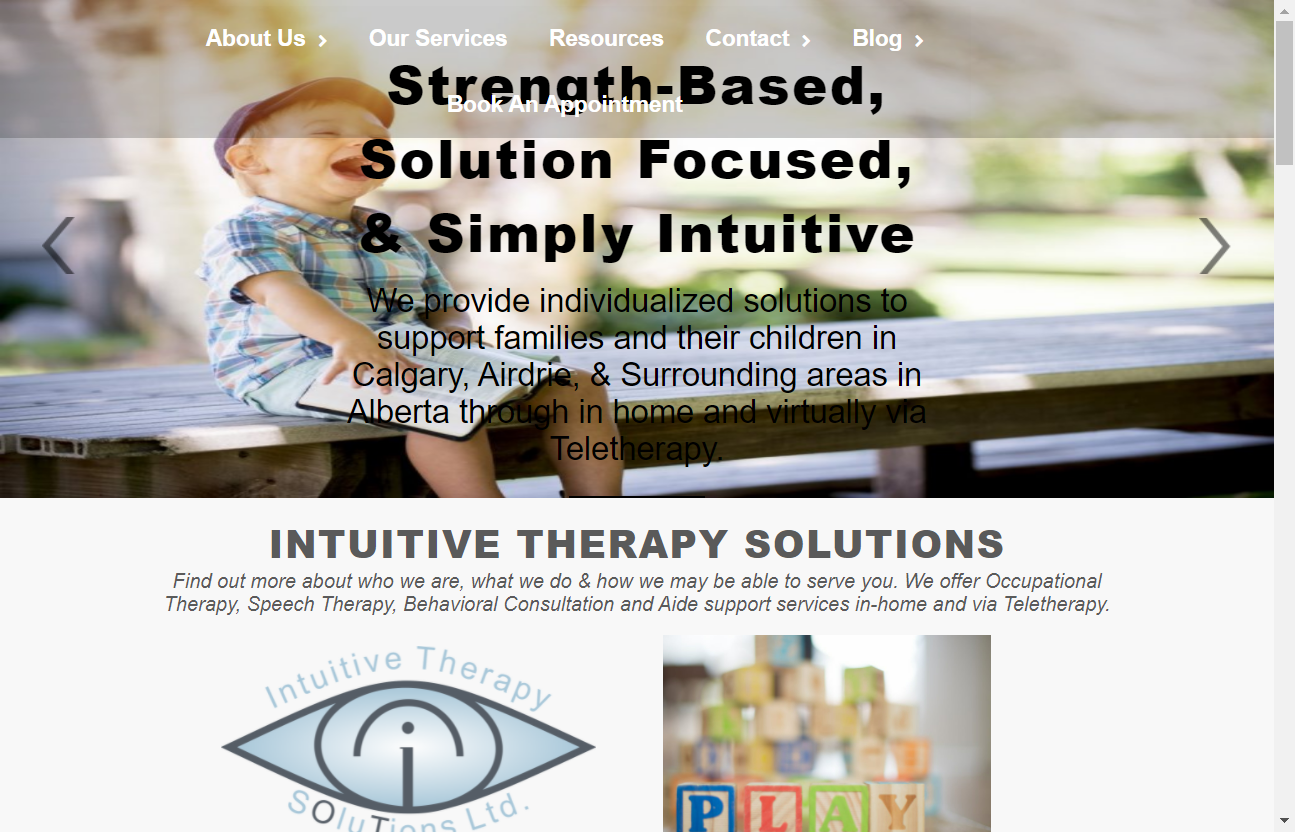 About Us
Our Services
Resources
Contact
Blog
Book An Appointment
Strength-Based,
Solution Focused,
& Simply Intuitive
We provide individualized solutions to
support families and their children in
Calgary, Airdrie, & Surrounding areas in
Alberta through in home and virtually via
Teletherapy.
INTUITIVE THERAPY SOLUTIONS
Find out more about who we are, what we do & how we may be able to serve you. We offer Occupational
Therapy, Speech Therapy, Behavioral Consultation and Aide support services in-home and via Teletherapy.
Intuitive Therapy
i
SOluTions Ltd.
PLAY